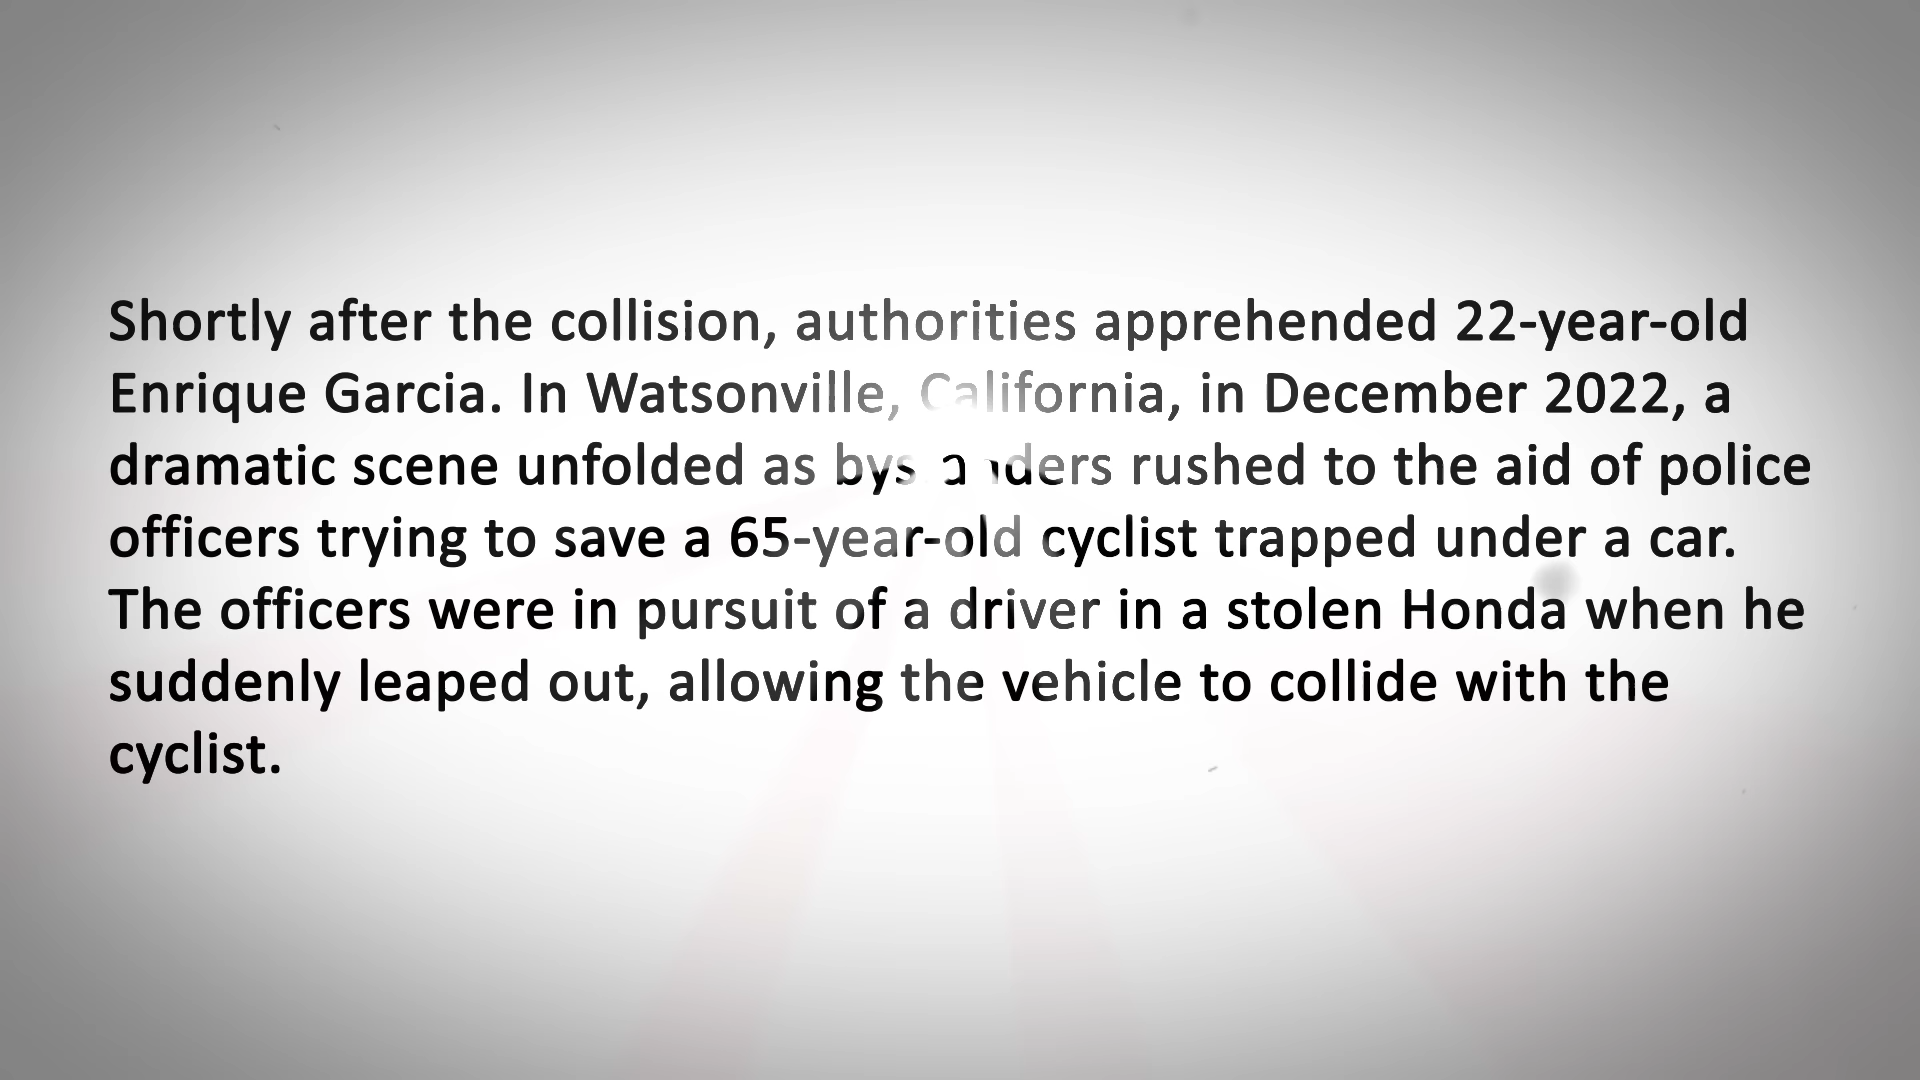 Shortly after the collision, authorities apprehended 22-year-old
Enrique Garcia. In Watsonville, California, in December 2022, a
dramatic scene unfolded as bystanders rushed to the aid of police
officers trying to save a 65-year-old cyclist trapped under a car.
The officers were in pursuit of a driver in a stolen Honda when he
suddenly leaped out, allowing the vehicle to collide with the
cyclist.